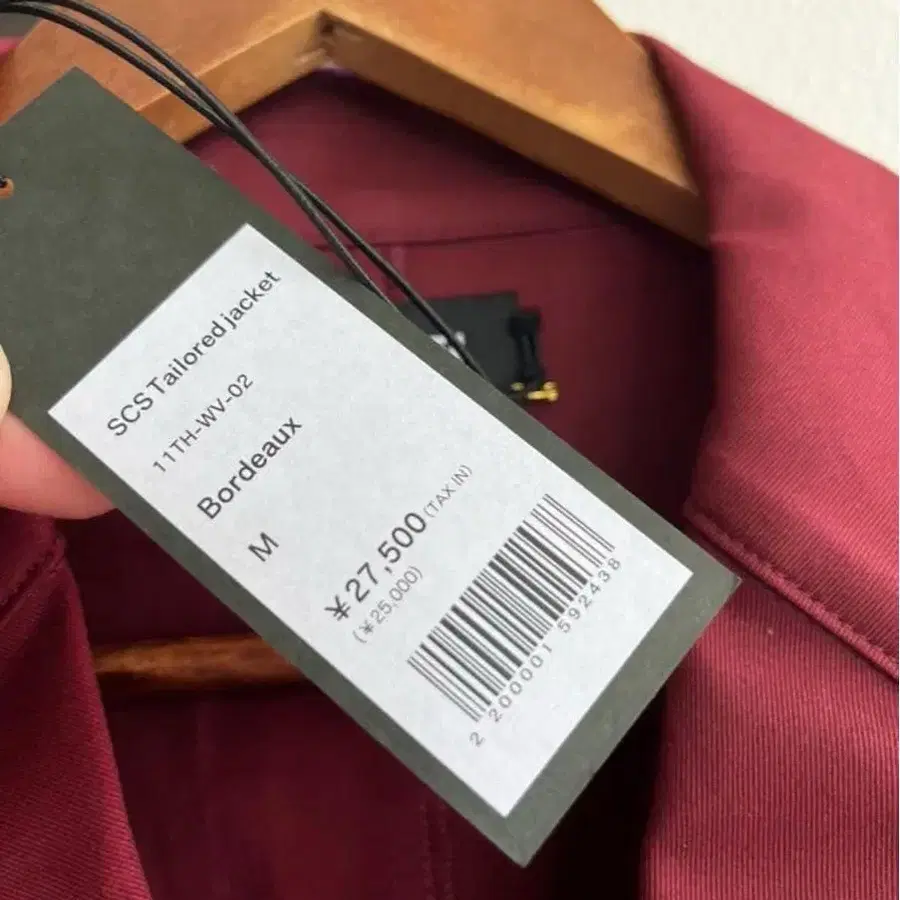 SCS Tailored jacket
11TH-WV-02
Bordeaux
M
¥27,500 (TAX IN)
(¥25,000)
2 200001 592438